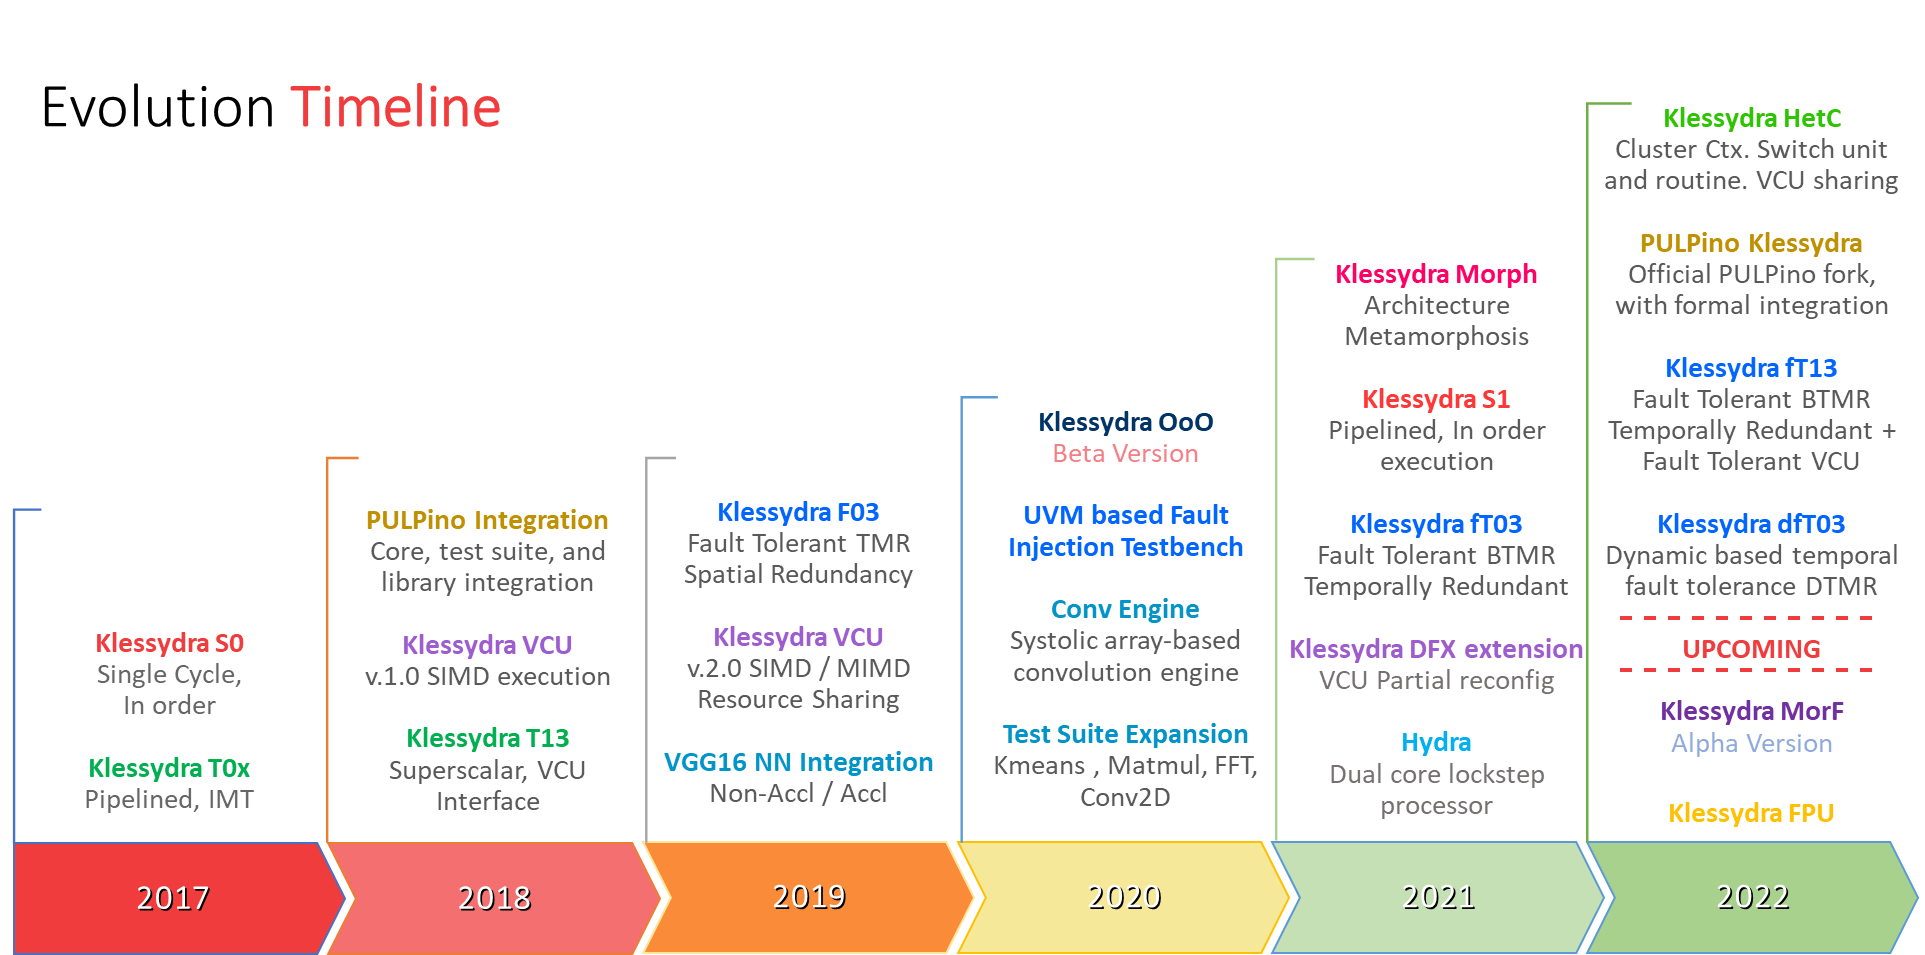 Evolution Timeline
Klessydra S0
Single Cycle,
In order
Klessydra T0x
Pipelined, IMT
2017
PULPino Integration
Core, test suite, and
library integration
Klessydra VCU
v.1.0 SIMD execution
Klessydra T13
Superscalar, VCU
Interface
2018
Klessydra F03
Fault Tolerant TMR
Spatial Redundancy
Klessydra VCU
v.2.0 SIMD / MIMD
Resource Sharing
VGG16 NN Integration
Non-Accl / Accl
2019
Klessydra OoO
Beta Version
UVM based Fault
Injection Testbench
Conv Engine
Systolic array-based
convolution engine
Test Suite Expansion
Kmeans , Matmul, FFT,
Conv2D
2020
Klessydra Morph
Architecture
Metamorphosis
Klessydra S1
Pipelined, In order
execution
Klessydra fT03
Fault Tolerant BTMR
Temporally Redundant
Klessydra DFX extension
VCU Partial reconfig
Hydra
Dual core lockstep
processor
2021
Klessydra HetC
Cluster Ctx. Switch unit
and routine. VCU sharing
PULPino Klessydra
Official PULPino fork,
with formal integration
Klessydra fT13
Fault Tolerant BTMR
Temporally Redundant +
Fault Tolerant VCU
Klessydra dfT03
Dynamic based temporal
fault tolerance DTMR
UPCOMING
Klessydra MorF
Alpha Version
Klessydra FPU
2022